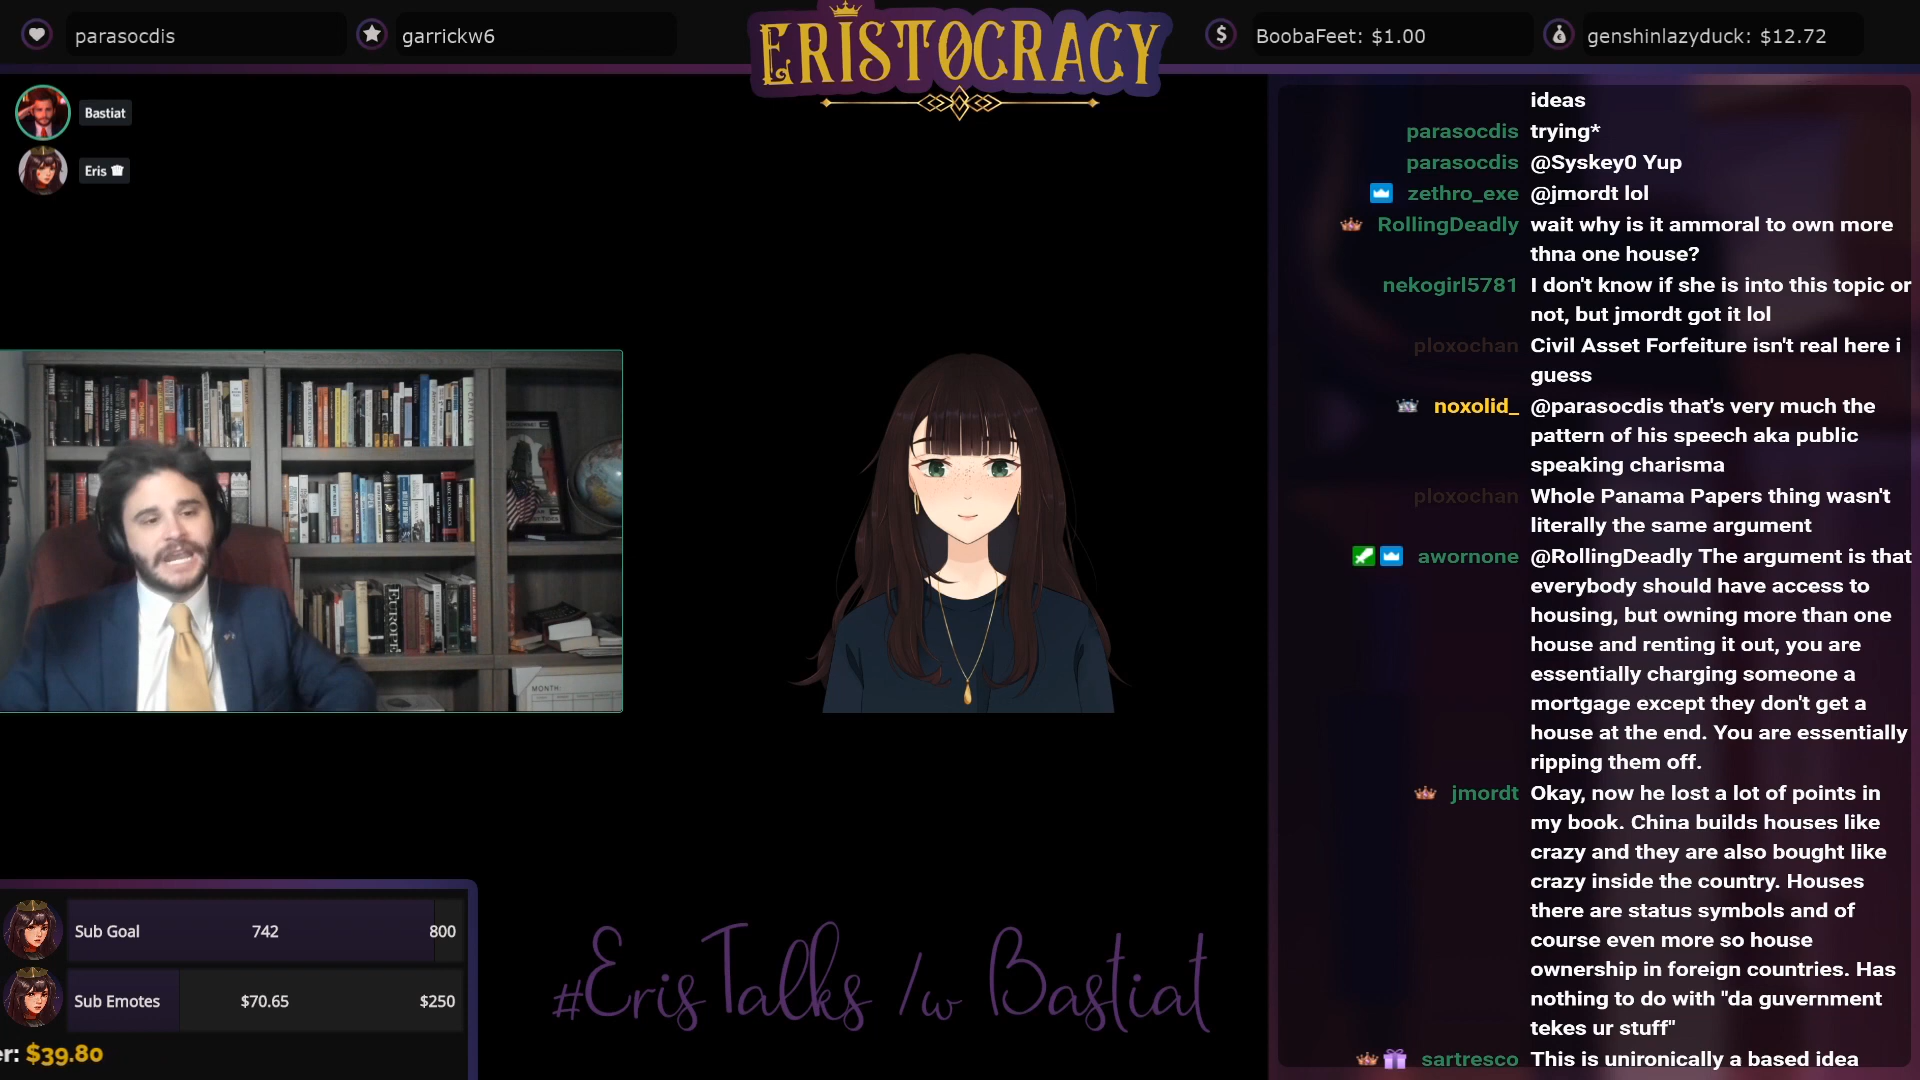 parasocdis
garrickw6
ERISTOCRACY
BoobaFeet: $1.00
genshinlazyduck: $12.72
Bastiat
Eris
EUROPE
MONTH:
Sub Goal 742 800
Sub Emotes $70.65 $250
er: $39.80
#ErisTalks /w Bastiat
ideas
parasocdis trying*
parasocdis @Syskey0 Yup
zethro_exe @jmordt lol
RollingDeadly wait why is it ammoral to own more
thna one house?
nekogirl5781 I don't know if she is into this topic or
not, but jmordt got it lol
ploxochan Civil Asset Forfeiture isn't real here i
guess
noxolid_ @parasocdis that's very much the
pattern of his speech aka public
speaking charisma
ploxochan Whole Panama Papers thing wasn't
literally the same argument
awornone @RollingDeadly The argument is that
everybody should have access to
housing, but owning more than one
house and renting it out, you are
essentially charging someone a
mortgage except they don't get a
house at the end. You are essentially
ripping them off.
jmordt Okay, now he lost a lot of points in
my book. China builds houses like
crazy and they are also bought like
crazy inside the country. Houses
there are status symbols and of
course even more so house
ownership in foreign countries. Has
nothing to do with "da guvernment
tekes ur stuff"
sartresco This is unironically a based idea